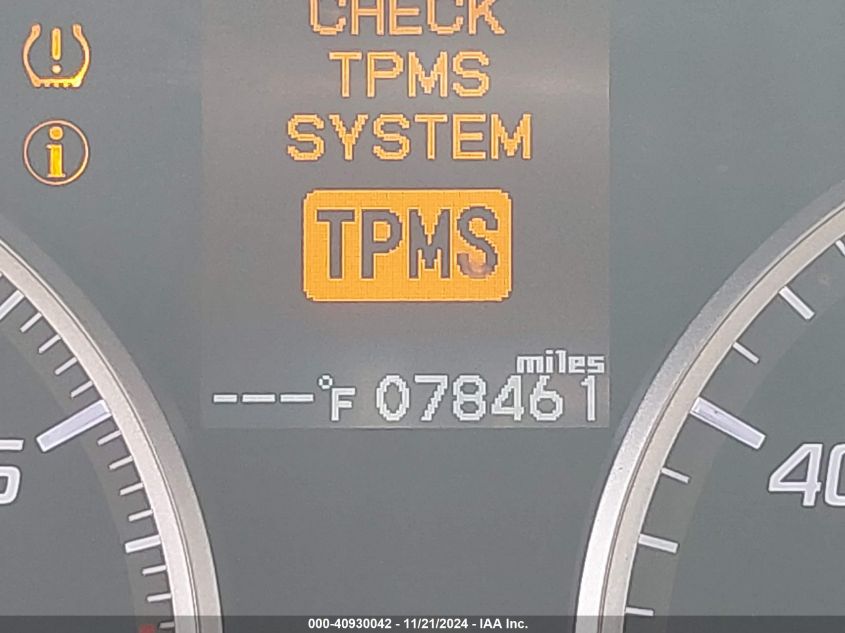 CHECK
TPMS
SYSTEM
TPMS
miles
---°F 078461
40
000-40930042 - 11/21/2024 - IAA Inc.